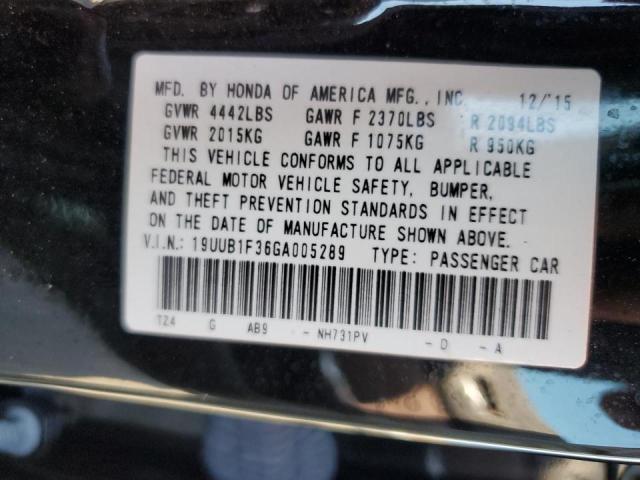 MFD. BY HONDA OF AMERICA MFG., INC. 12/'15
GVWR 4442LBS GAWR F 2370LBS R 2094LBS
GVWR 2015KG GAWR F 1075KG R 950KG
THIS VEHICLE CONFORMS TO ALL APPLICABLE
FEDERAL MOTOR VEHICLE SAFETY, BUMPER,
AND THEFT PREVENTION STANDARDS IN EFFECT
ON THE DATE OF MANUFACTURE SHOWN ABOVE.
V.I.N.: 19UUB1F36GA005289 TYPE: PASSENGER CAR
TZ4 G AB9 - NH731PV - D - A